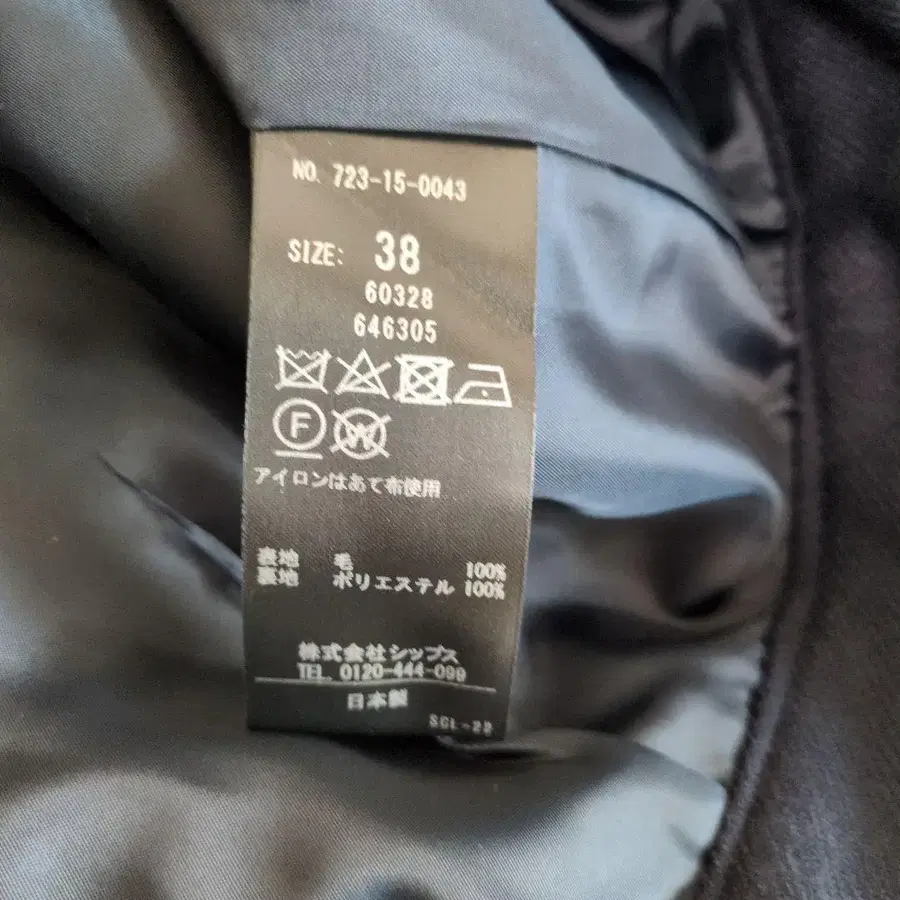 NO. 723-15-0043
SIZE: 38
60328
646305
F W
アイロンはあて布使用
表地 毛 100%
裏地 ポリエステル 100%
株式会社シップス
TEL. 0120-444-099
日本製
SGL-22